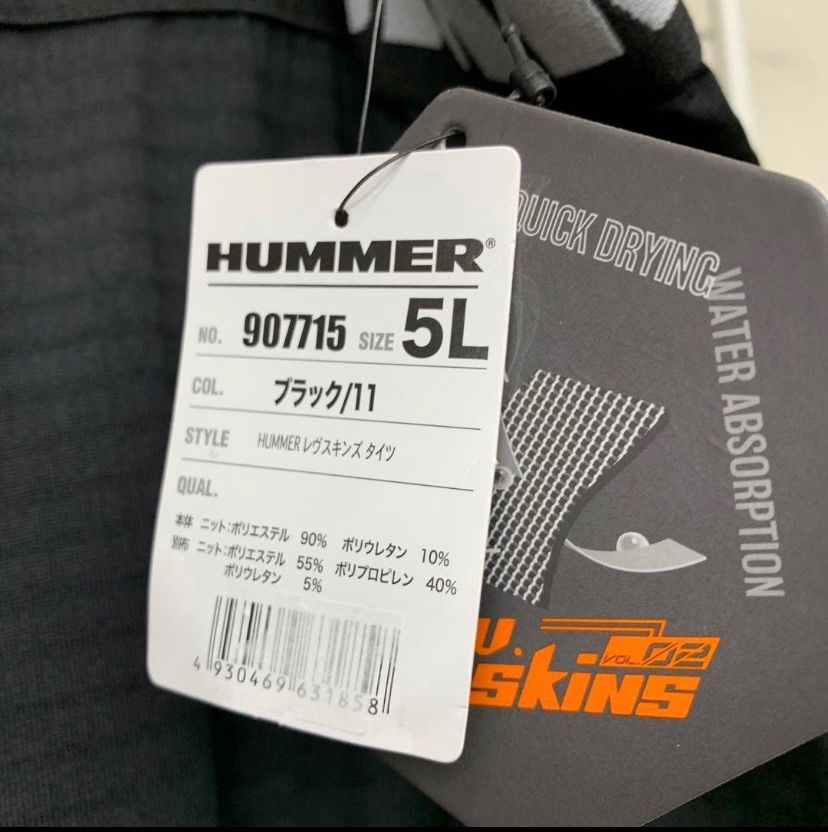 HUMMER®
NO. 907715 SIZE 5L
COL. ブラック/11
STYLE HUMMER レヴスキンズ タイツ
QUAL.
本体 ニット:ポリエステル 90% ポリウレタン 10%
別布 ニット:ポリエステル 55% ポリプロピレン 40%
ポリウレタン 5%
4 930469 631858
QUICK DRYING
WATER ABSORPTION
V.
VOL.02
SKINS